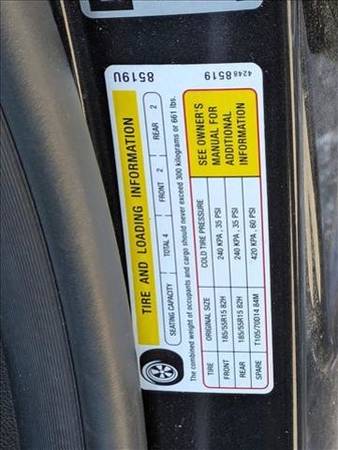 TIRE AND LOADING INFORMATION
SEATING CAPACITY TOTAL 4 FRONT 2 REAR 2
The combined weight of occupants and cargo should never exceed 300 kilograms or 661 lbs.
TIRE ORIGINAL SIZE COLD TIRE PRESSURE
FRONT 185/55R15 82H 240 KPA , 35 PSI
REAR 185/55R15 82H 240 KPA , 35 PSI
SPARE T105/70D14 84M 420 KPA , 60 PSI
SEE OWNER'S
MANUAL FOR
ADDITIONAL
INFORMATION
85519U
4248 8519